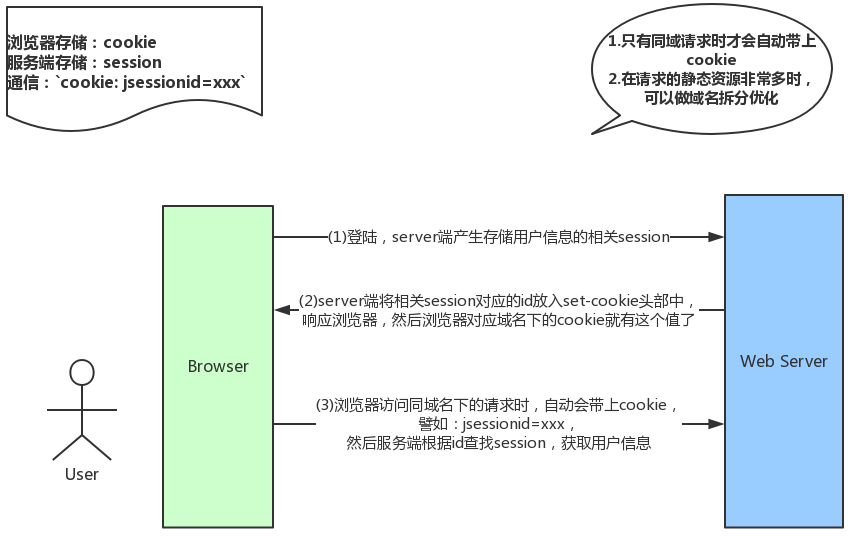 浏览器存储：cookie
服务端存储：session
通信：`cookie: jsessionid=xxx`
1.只有同域请求时才会自动带上
cookie
2.在请求的静态资源非常多时，
可以做域名拆分优化
(1)登陆，server端产生存储用户信息的相关session
(2)server端将相关session对应的id放入set-cookie头部中，
响应浏览器，然后浏览器对应域名下的cookie就有这个值了
Browser
Web Server
(3)浏览器访问同域名下的请求时，自动会带上cookie，
譬如：jsessionid=xxx，
然后服务端根据id查找session，获取用户信息
User